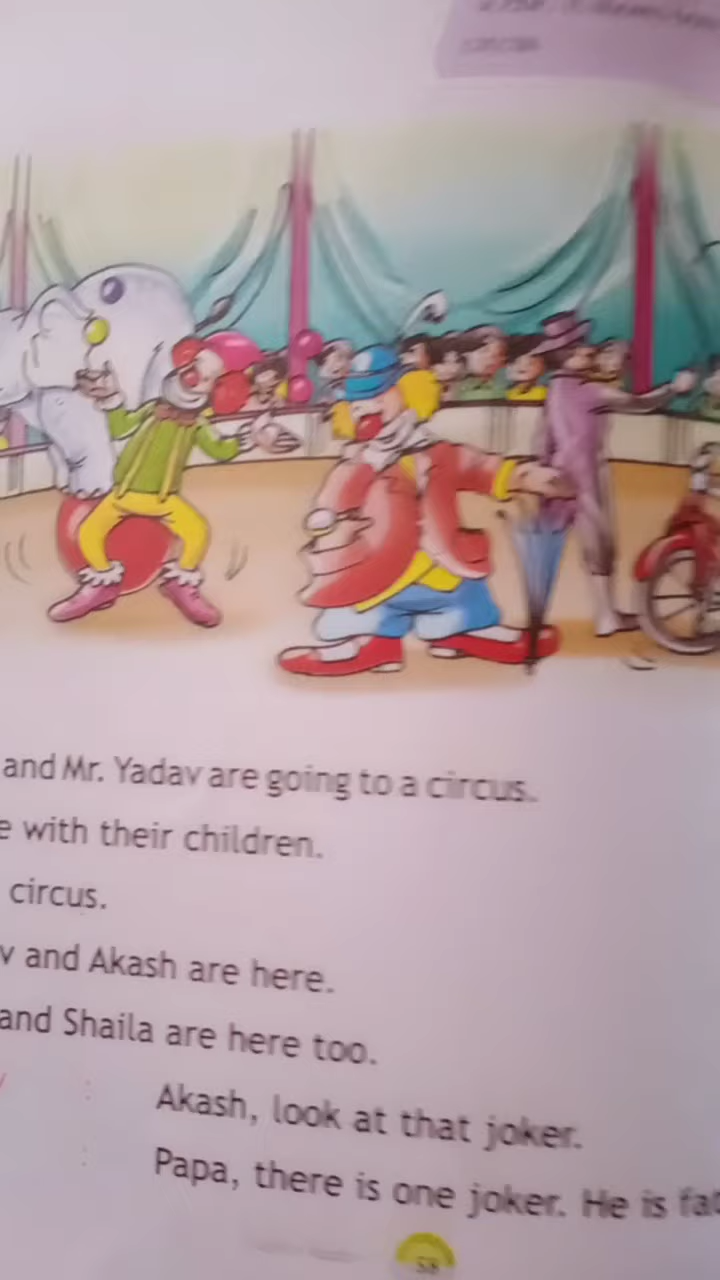 and Mr. Yadav are going to a circus.
with their children.
circus.
and Akash are here.
and Shaila are here too.
: Akash, look at that joker.
: Papa, there is one joker. He is
58